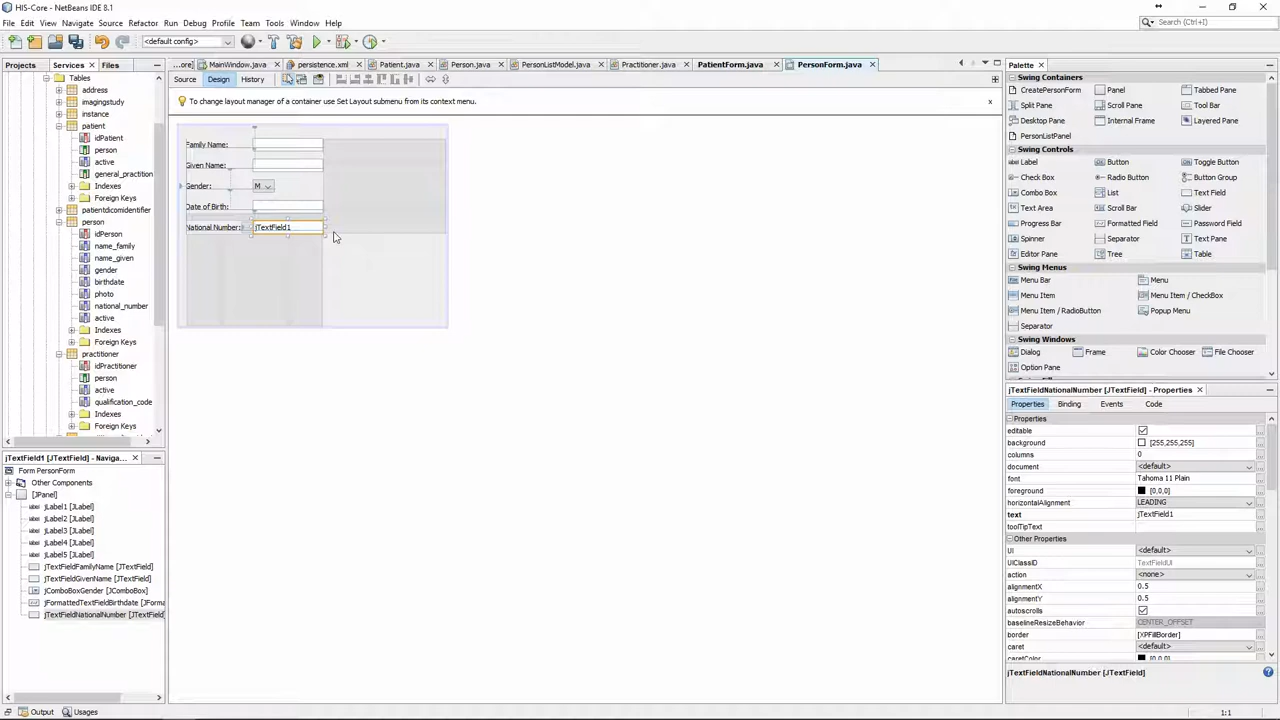 HIS-Core - NetBeans IDE 8.1
File Edit View Navigate Source Refactor Run Debug Profile Team Tools Window Help
Search (Ctrl+I)
<default config>
Projects Services Files
...ore] MainWindow.java persistence.xml Patient.java Person.java PersonListModel.java Practitioner.java PatientForm.java PersonForm.java
Source Design History
To change layout manager of a container use Set Layout submenu from its context menu.
Tables
address
imagingstudy
instance
patient
idPatient
person
active
general_practition
Indexes
Foreign Keys
patientdicomidentifier
person
idPerson
name_family
name_given
gender
birthdate
photo
national_number
active
Indexes
Foreign Keys
practitioner
idPractitioner
person
active
qualification_code
Indexes
Foreign Keys
Family Name:
Given Name:
Gender: M
Date of Birth:
National Number: jTextField1
jTextField1 [JTextField] - Naviga...
Form PersonForm
Other Components
[JPanel]
jLabel1 [JLabel]
jLabel2 [JLabel]
jLabel3 [JLabel]
jLabel4 [JLabel]
jLabel5 [JLabel]
jTextFieldFamilyName [JTextField]
jTextFieldGivenName [JTextField]
jComboBoxGender [JComboBox]
jFormattedTextFieldBirthdate [JForma
jTextFieldNationalNumber [JTextField]
Palette
Swing Containers
CreatePersonForm Panel Tabbed Pane
Split Pane Scroll Pane Tool Bar
Desktop Pane Internal Frame Layered Pane
PersonListPanel
Swing Controls
Label Button Toggle Button
Check Box Radio Button Button Group
Combo Box List Text Field
Text Area Scroll Bar Slider
Progress Bar Formatted Field Password Field
Spinner Separator Text Pane
Editor Pane Tree Table
Swing Menus
Menu Bar Menu
Menu Item Menu Item / CheckBox
Menu Item / RadioButton Popup Menu
Separator
Swing Windows
Dialog Frame Color Chooser File Chooser
Option Pane
jTextFieldNationalNumber [JTextField] - Properties
Properties Binding Events Code
Properties
editable
background [255,255,255]
columns 0
document <default>
font Tahoma 11 Plain
foreground [0,0,0]
horizontalAlignment LEADING
text jTextField1
toolTipText
Other Properties
UI <default>
UIClassID TextFieldUI
action <none>
alignmentX 0.5
alignmentY 0.5
autoscrolls
baselineResizeBehavior CENTER_OFFSET
border [XPFillBorder]
caret <default>
caretColor [0,0,0]
jTextFieldNationalNumber [JTextField]
Output Usages
1:1